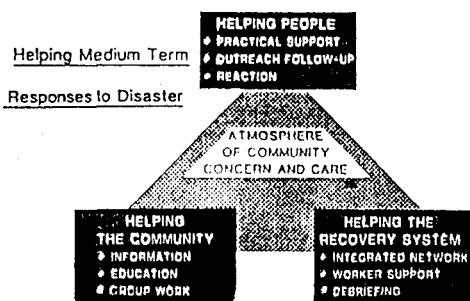 HELPING PEOPLE
• PRACTICAL SUPPORT
• OUTREACH FOLLOW-UP
• REACTION
Helping Medium Term
Responses to Disaster
ATMOSPHERE
OF COMMUNITY
CONCERN AND CARE
HELPING
THE COMMUNITY
• INFORMATION
• EDUCATION
• GROUP WORK
HELPING THE
RECOVERY SYSTEM
• INTEGRATED NETWORK
• WORKER SUPPORT
• DEBRIEFING